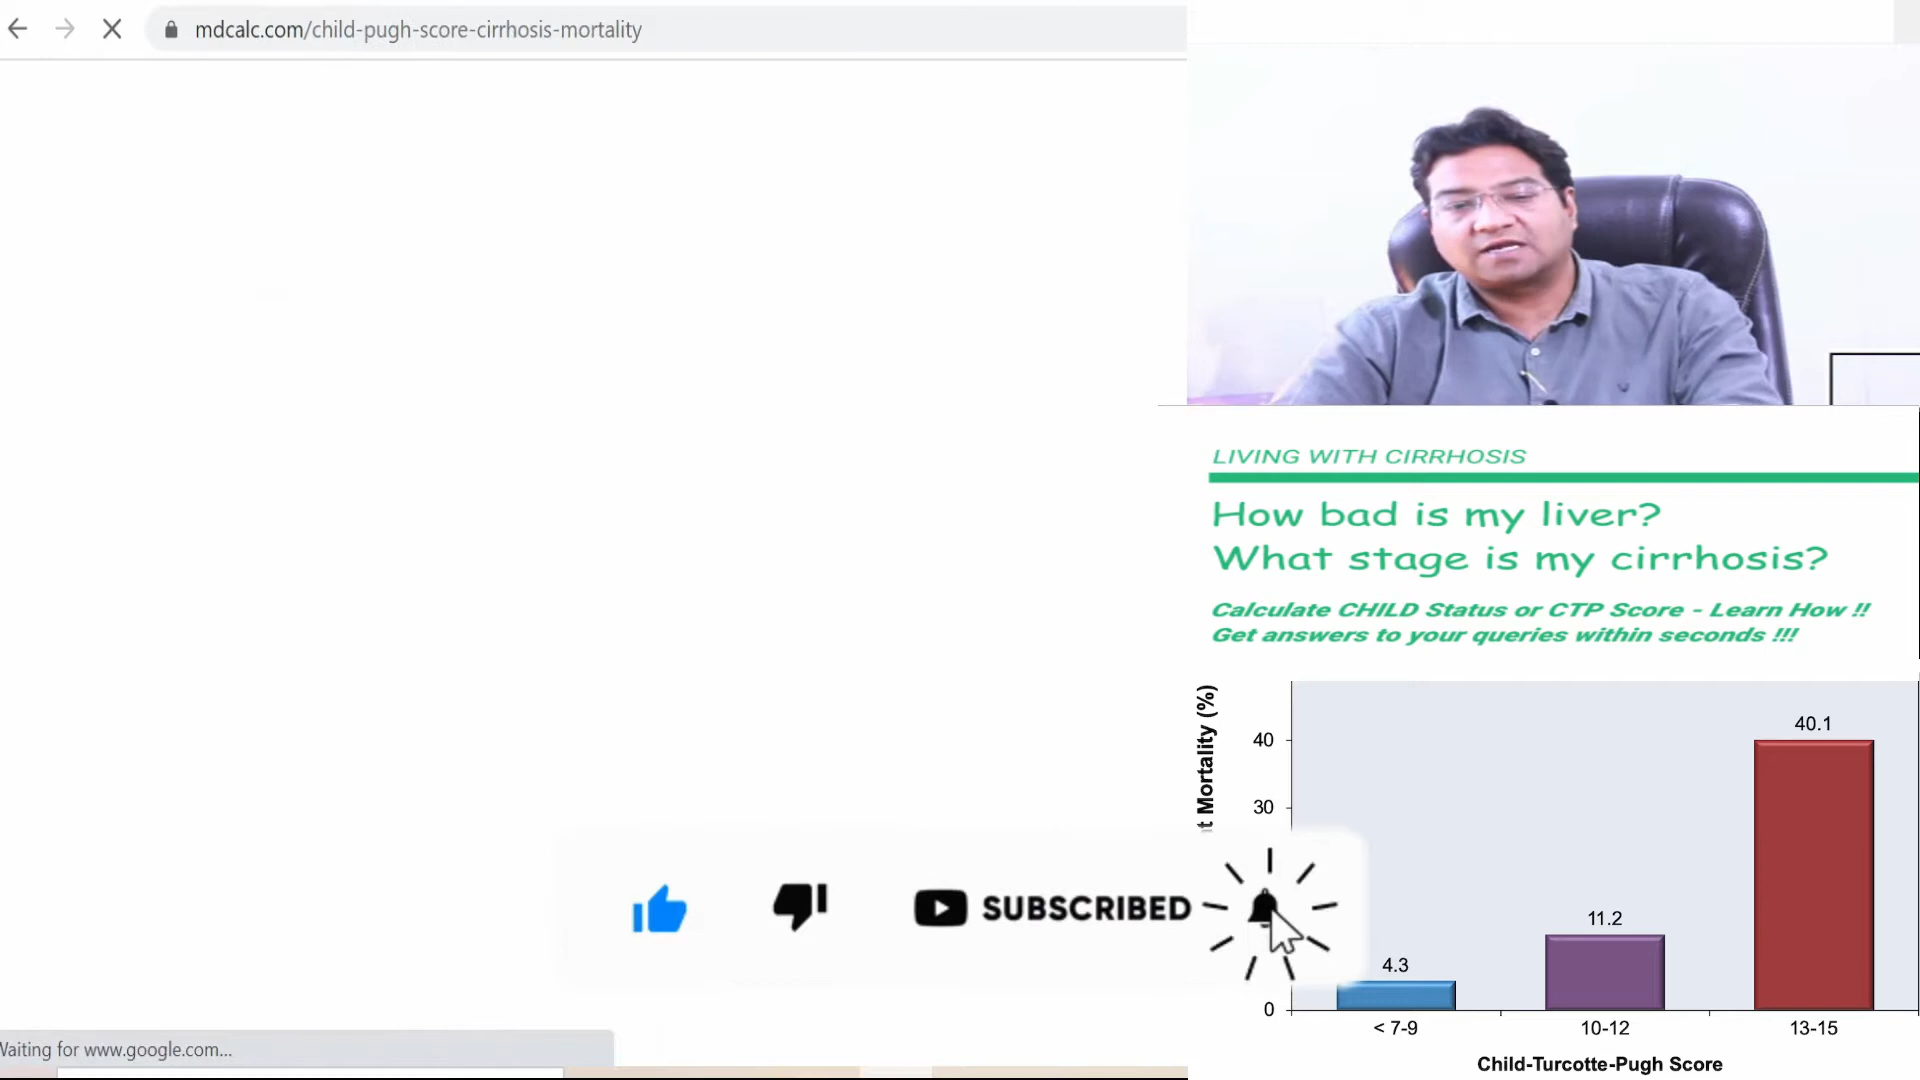 mdcalc.com/child-pugh-score-cirrhosis-mortality
LIVING WITH CIRRHOSIS
How bad is my liver?
What stage is my cirrhosis?
Calculate CHILD Status or CTP Score - Learn How !!
Get answers to your queries within seconds !!!
Mortality (%)
40
30
0
4.3
11.2
40.1
< 7-9
10-12
13-15
Child-Turcotte-Pugh Score
SUBSCRIBED
Waiting for www.google.com...